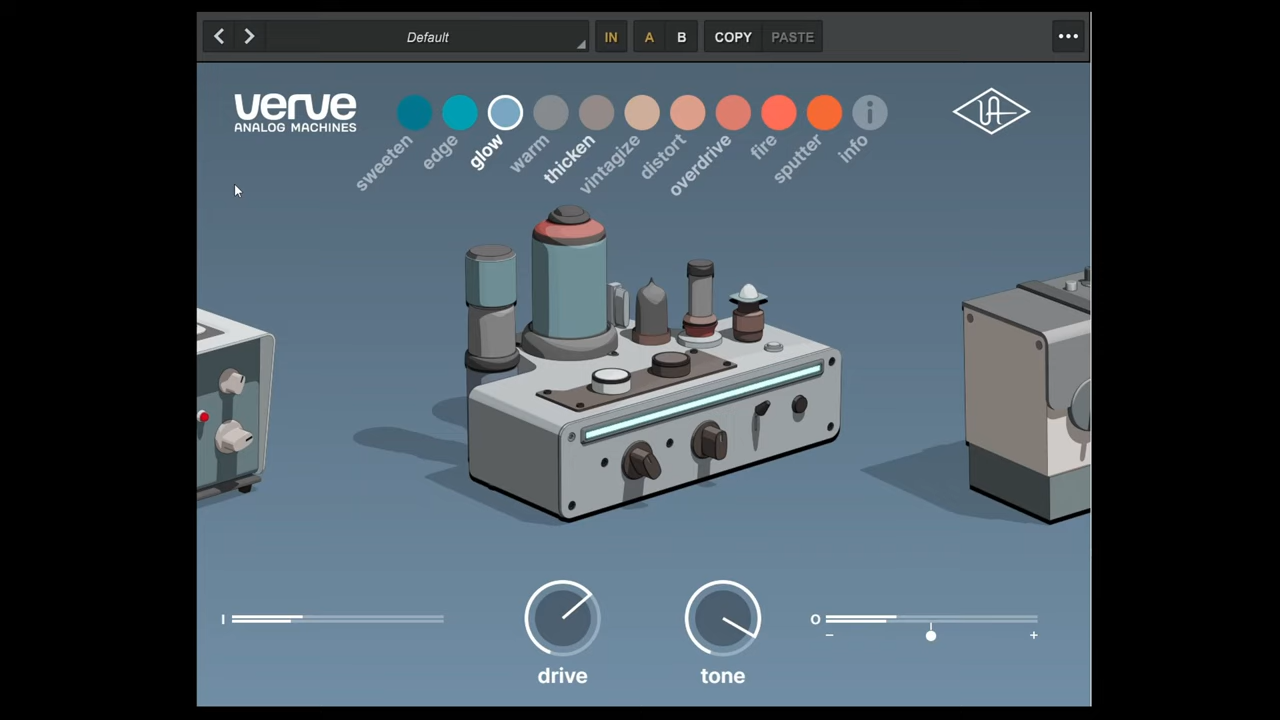 Default
IN
A
B
COPY
PASTE
verve
ANALOG MACHINES
UA
sweeten
edge
glow
warm
thicken
vintagize
distort
overdrive
fire
sputter
i
info
I
drive
tone
O
−
+